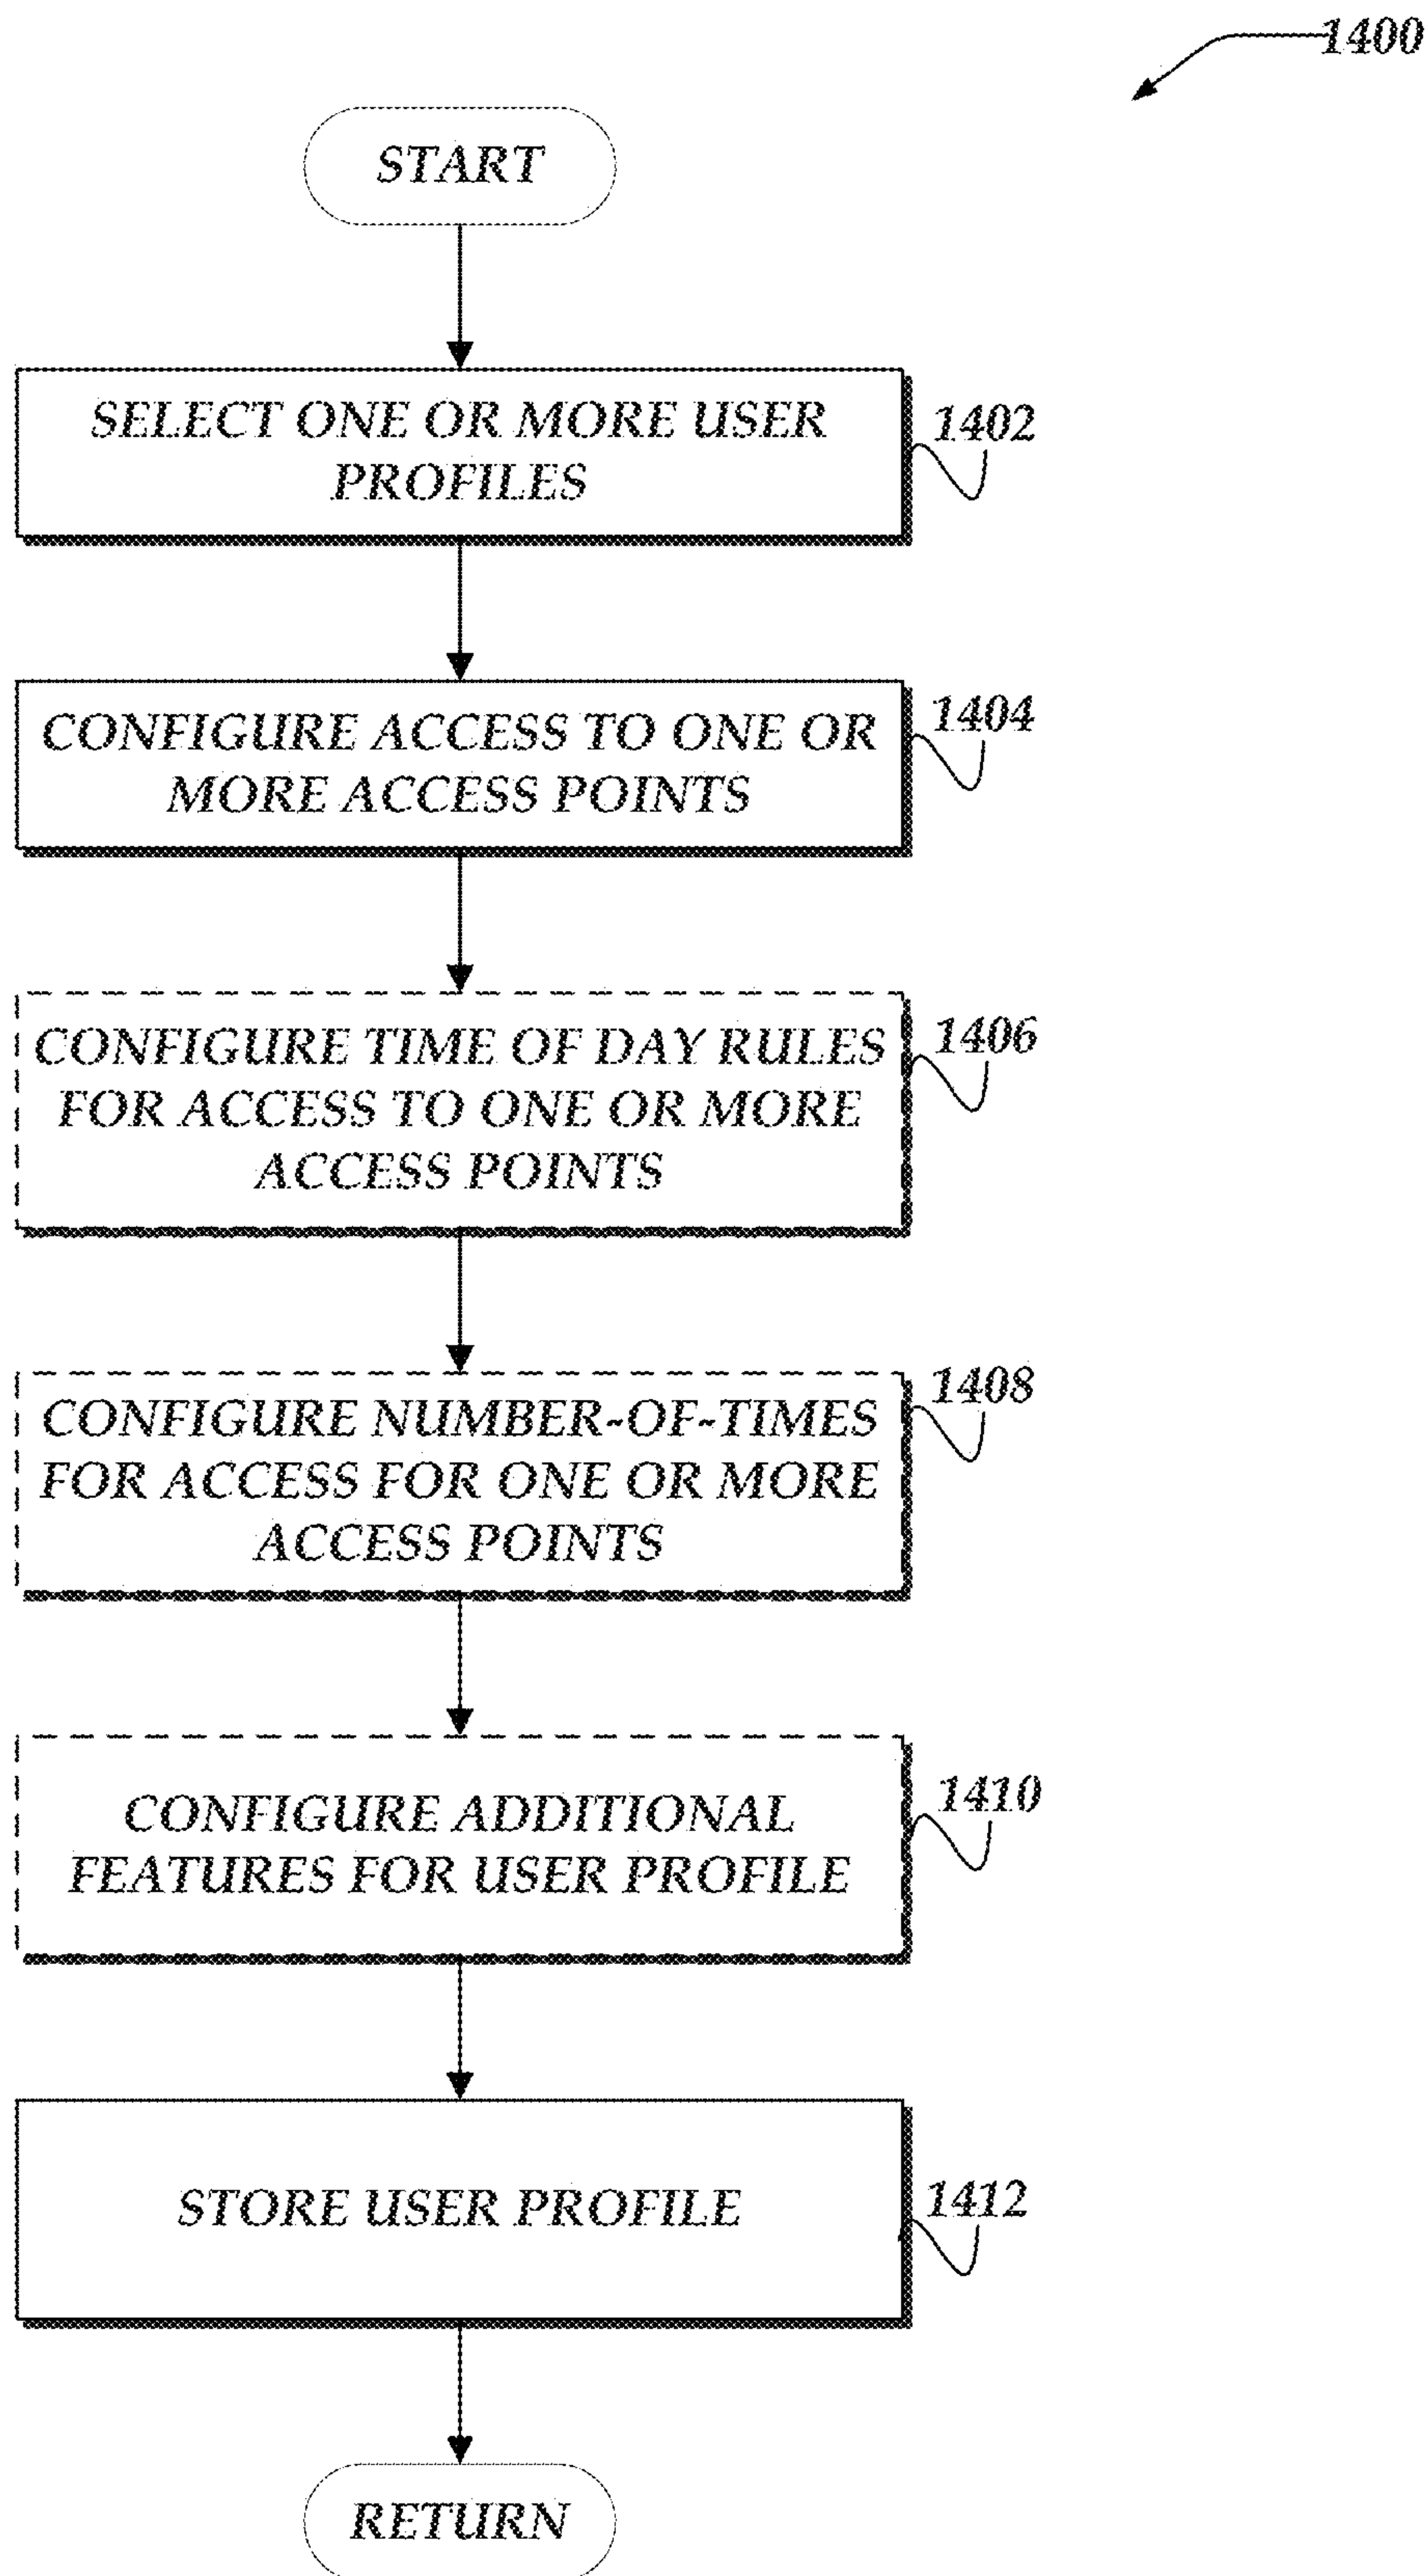 1400
START
SELECT ONE OR MORE USER
PROFILES
1402
CONFIGURE ACCESS TO ONE OR
MORE ACCESS POINTS
1404
CONFIGURE TIME OF DAY RULES
FOR ACCESS TO ONE OR MORE
ACCESS POINTS
1406
CONFIGURE NUMBER-OF-TIMES
FOR ACCESS FOR ONE OR MORE
ACCESS POINTS
1408
CONFIGURE ADDITIONAL
FEATURES FOR USER PROFILE
1410
STORE USER PROFILE
1412
RETURN